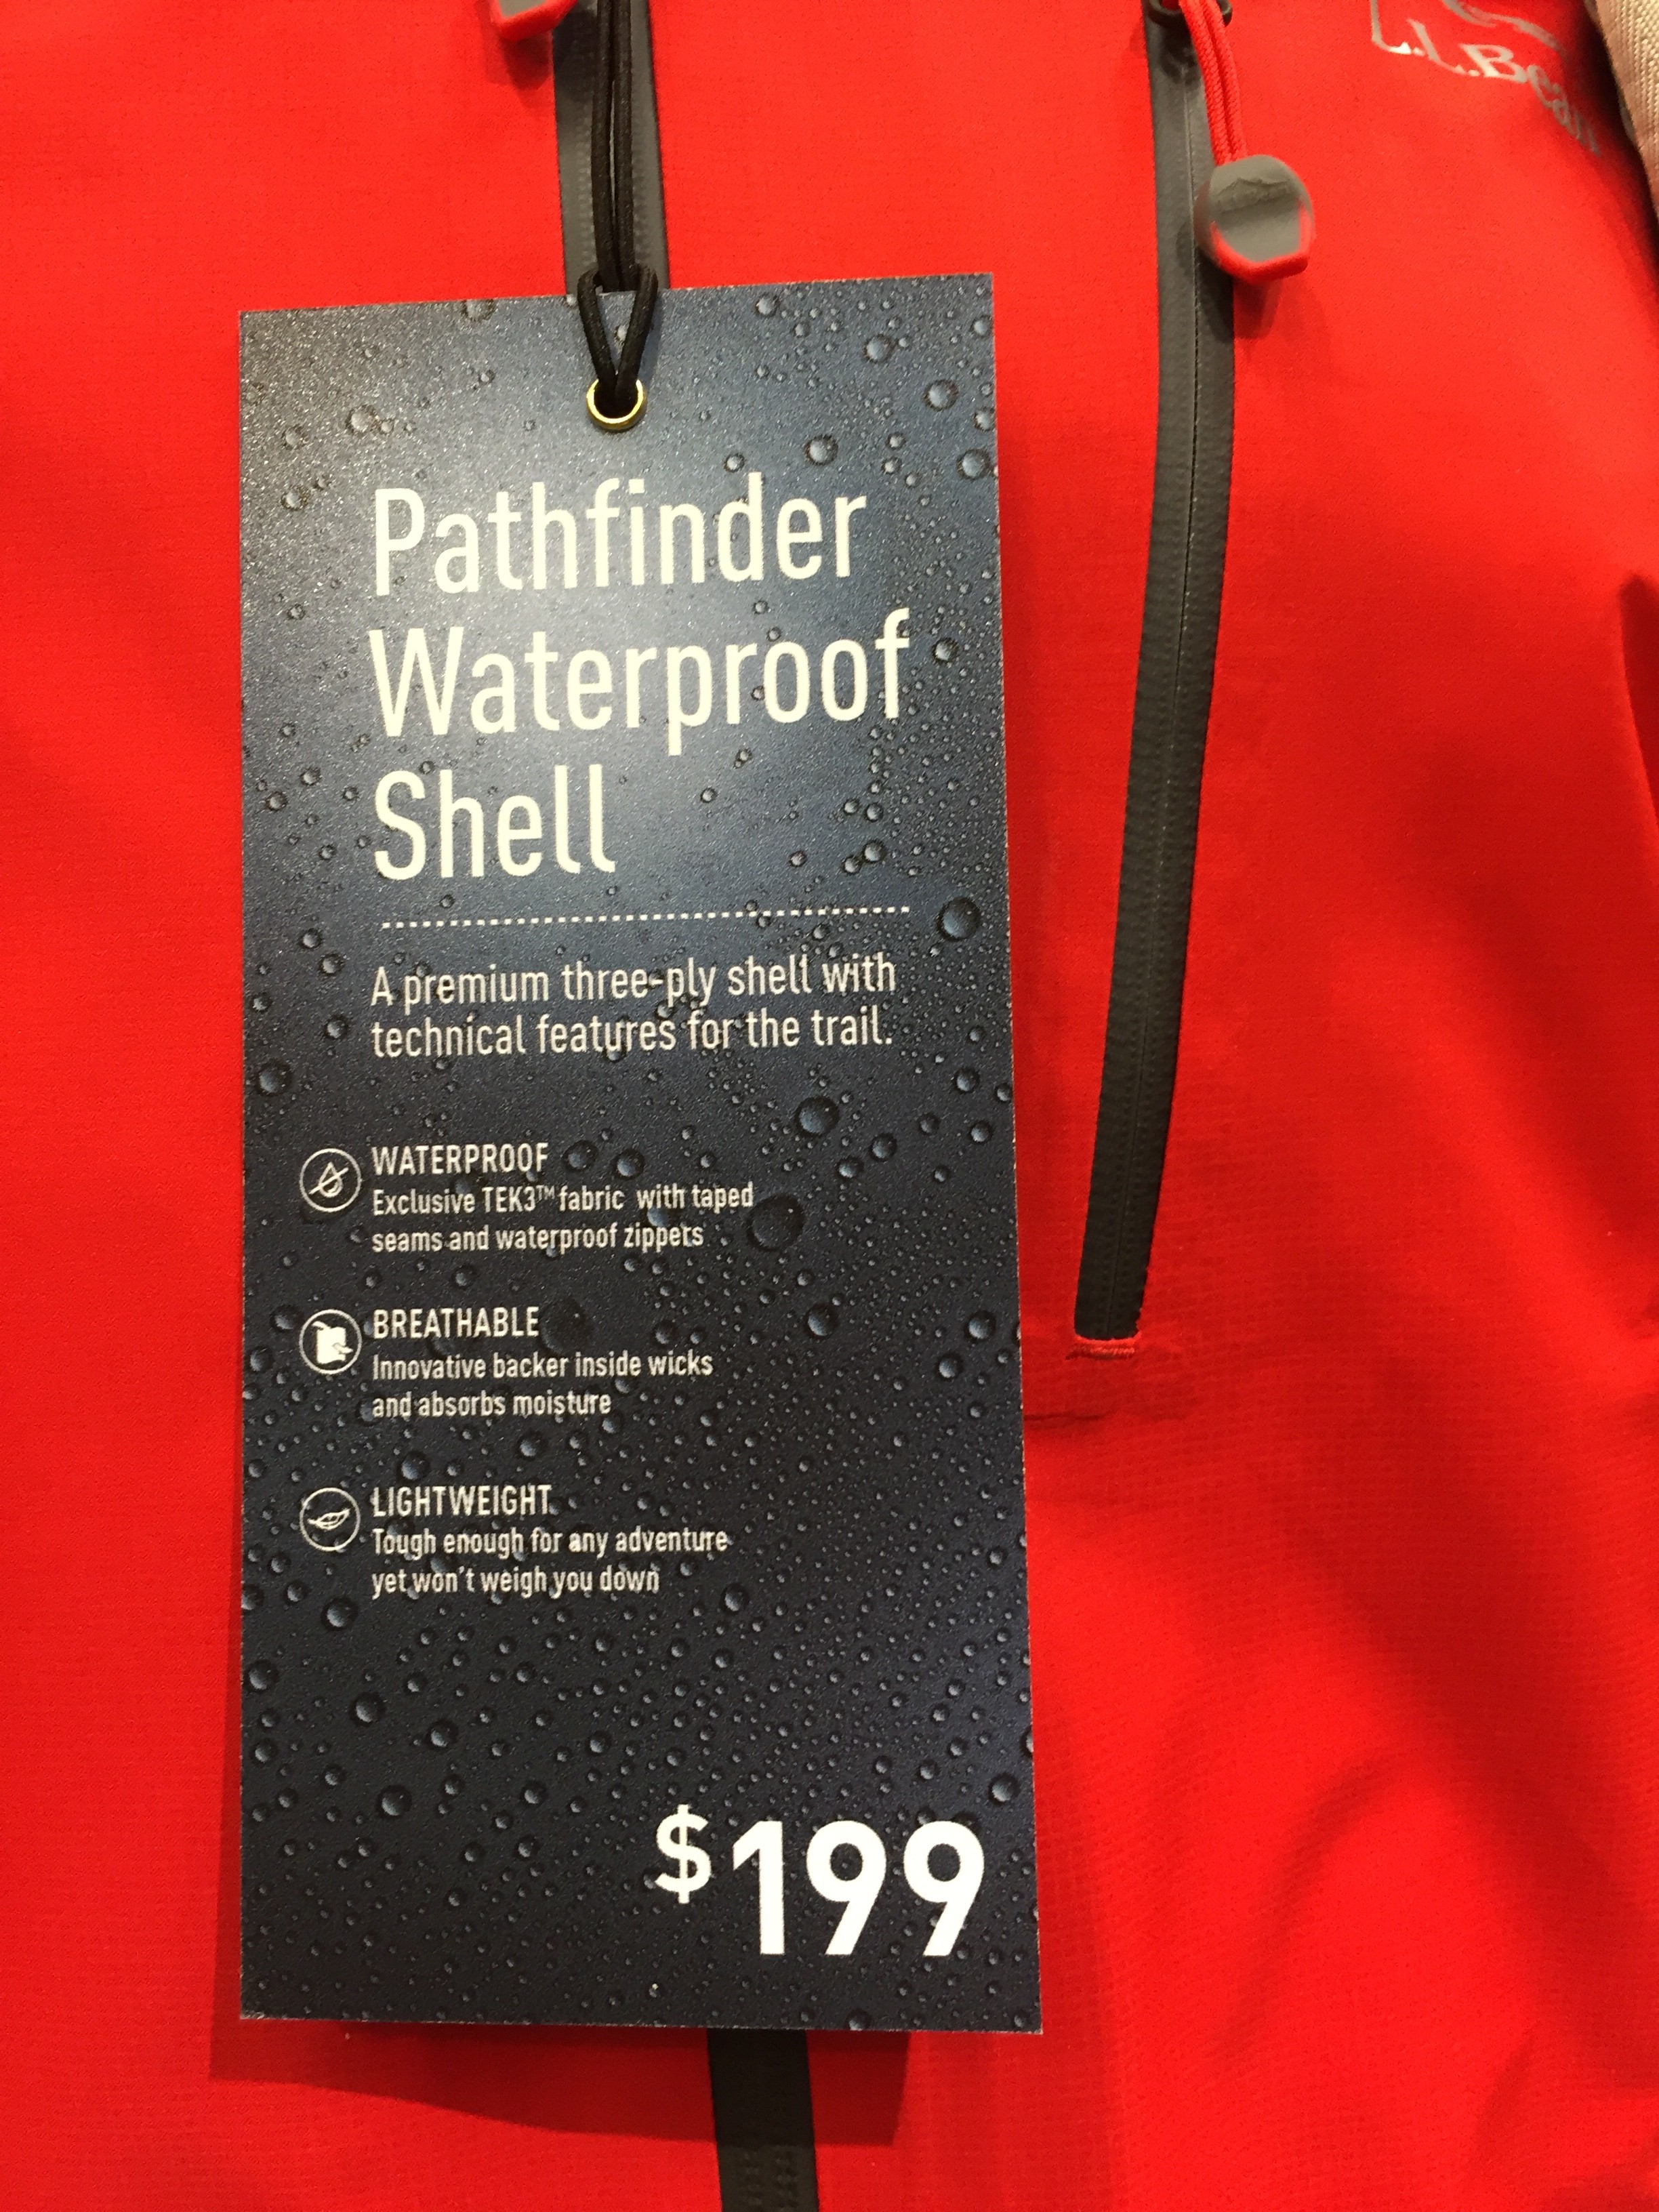 L.L.Bean
Pathfinder
Waterproof
Shell
A premium three-ply shell with
technical features for the trail.
WATERPROOF
Exclusive TEK3™ fabric with taped
seams and waterproof zippers
BREATHABLE
Innovative backer inside wicks
and absorbs moisture
LIGHTWEIGHT
Tough enough for any adventure
yet won't weigh you down
$199